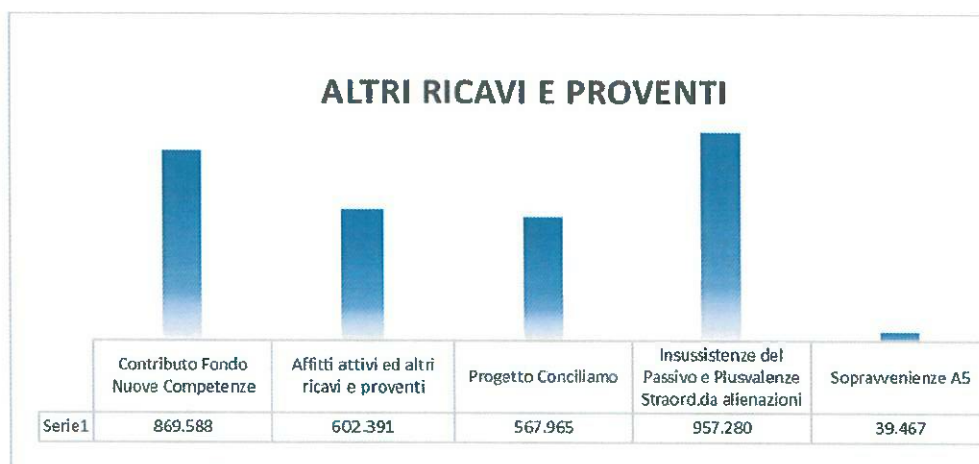 ALTRI RICAVI E PROVENTI
Contributo Fondo
Nuove Competenze
Affitti attivi ed altri
ricavi e proventi
Progetto Conciliamo
Insussistenze del
Passivo e Plusvalenze
Straord.da alienazioni
Sopravvenienze A5
Serie1 869.588 602.391 567.965 957.280 39.467